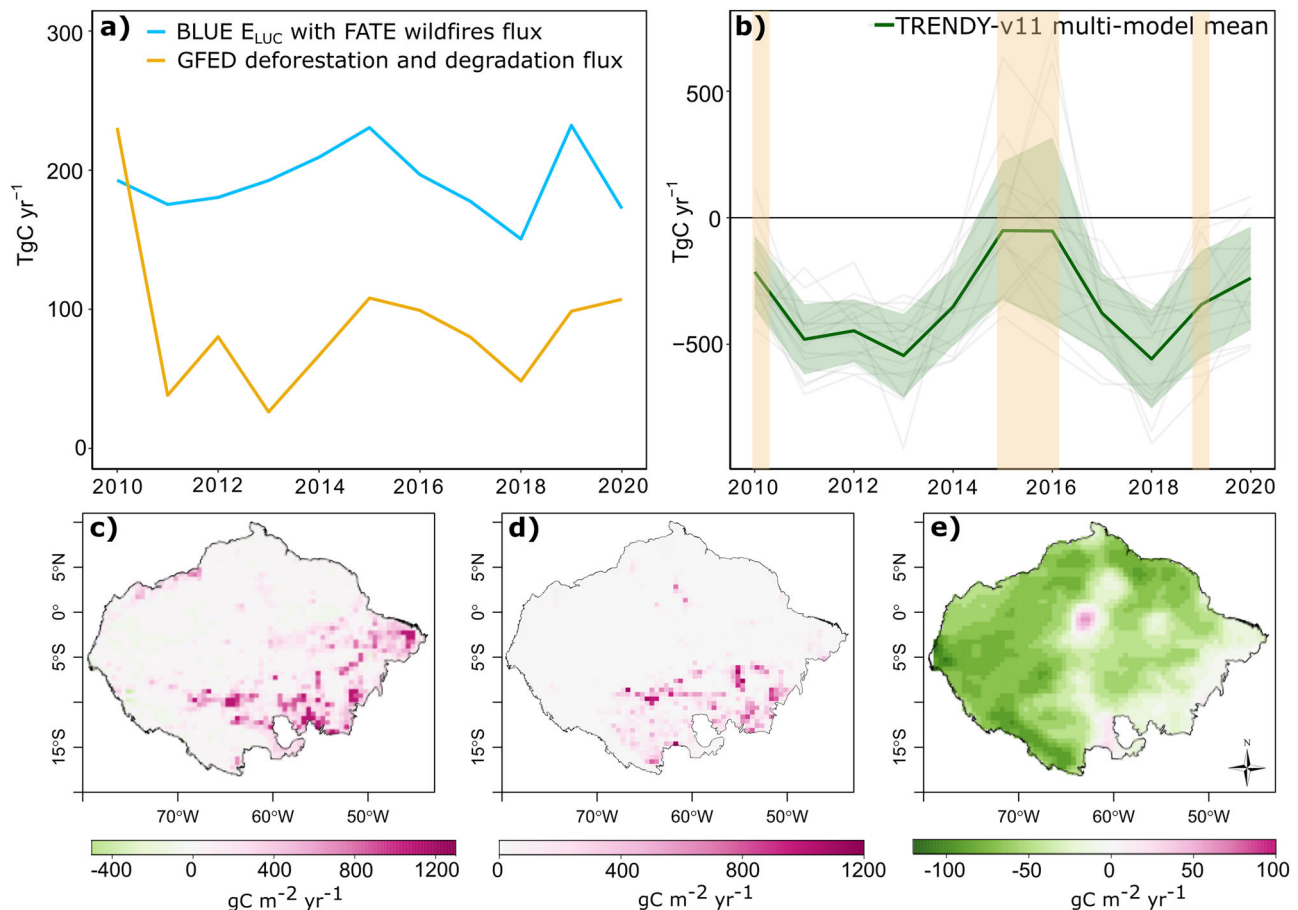 a)
BLUE E_LUC with FATE wildfires flux
GFED deforestation and degradation flux
TgC yr⁻¹
300
200
100
0
2010 2012 2014 2016 2018 2020
b)
TRENDY-v11 multi-model mean
TgC yr⁻¹
500
0
−500
2010 2012 2014 2016 2018 2020
c)
5°N
0°
5°S
15°S
70°W 60°W 50°W
-400 0 400 800 1200
gC m⁻² yr⁻¹
d)
5°N
0°
5°S
15°S
70°W 60°W 50°W
0 400 800 1200
gC m⁻² yr⁻¹
e)
5°N
0°
5°S
15°S
N
70°W 60°W 50°W
-100 -50 0 50 100
gC m⁻² yr⁻¹